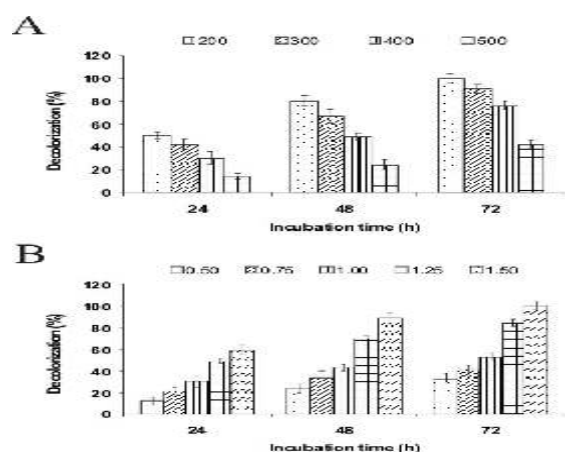 A
200 300 400 500
120
100
80
60
40
20
0
Decolorization (%)
24 48 72
Incubation time (h)
B
0.50 0.75 1.00 1.25 1.50
120
100
80
60
40
20
0
Decolorization (%)
24 48 72
Incubation time (h)